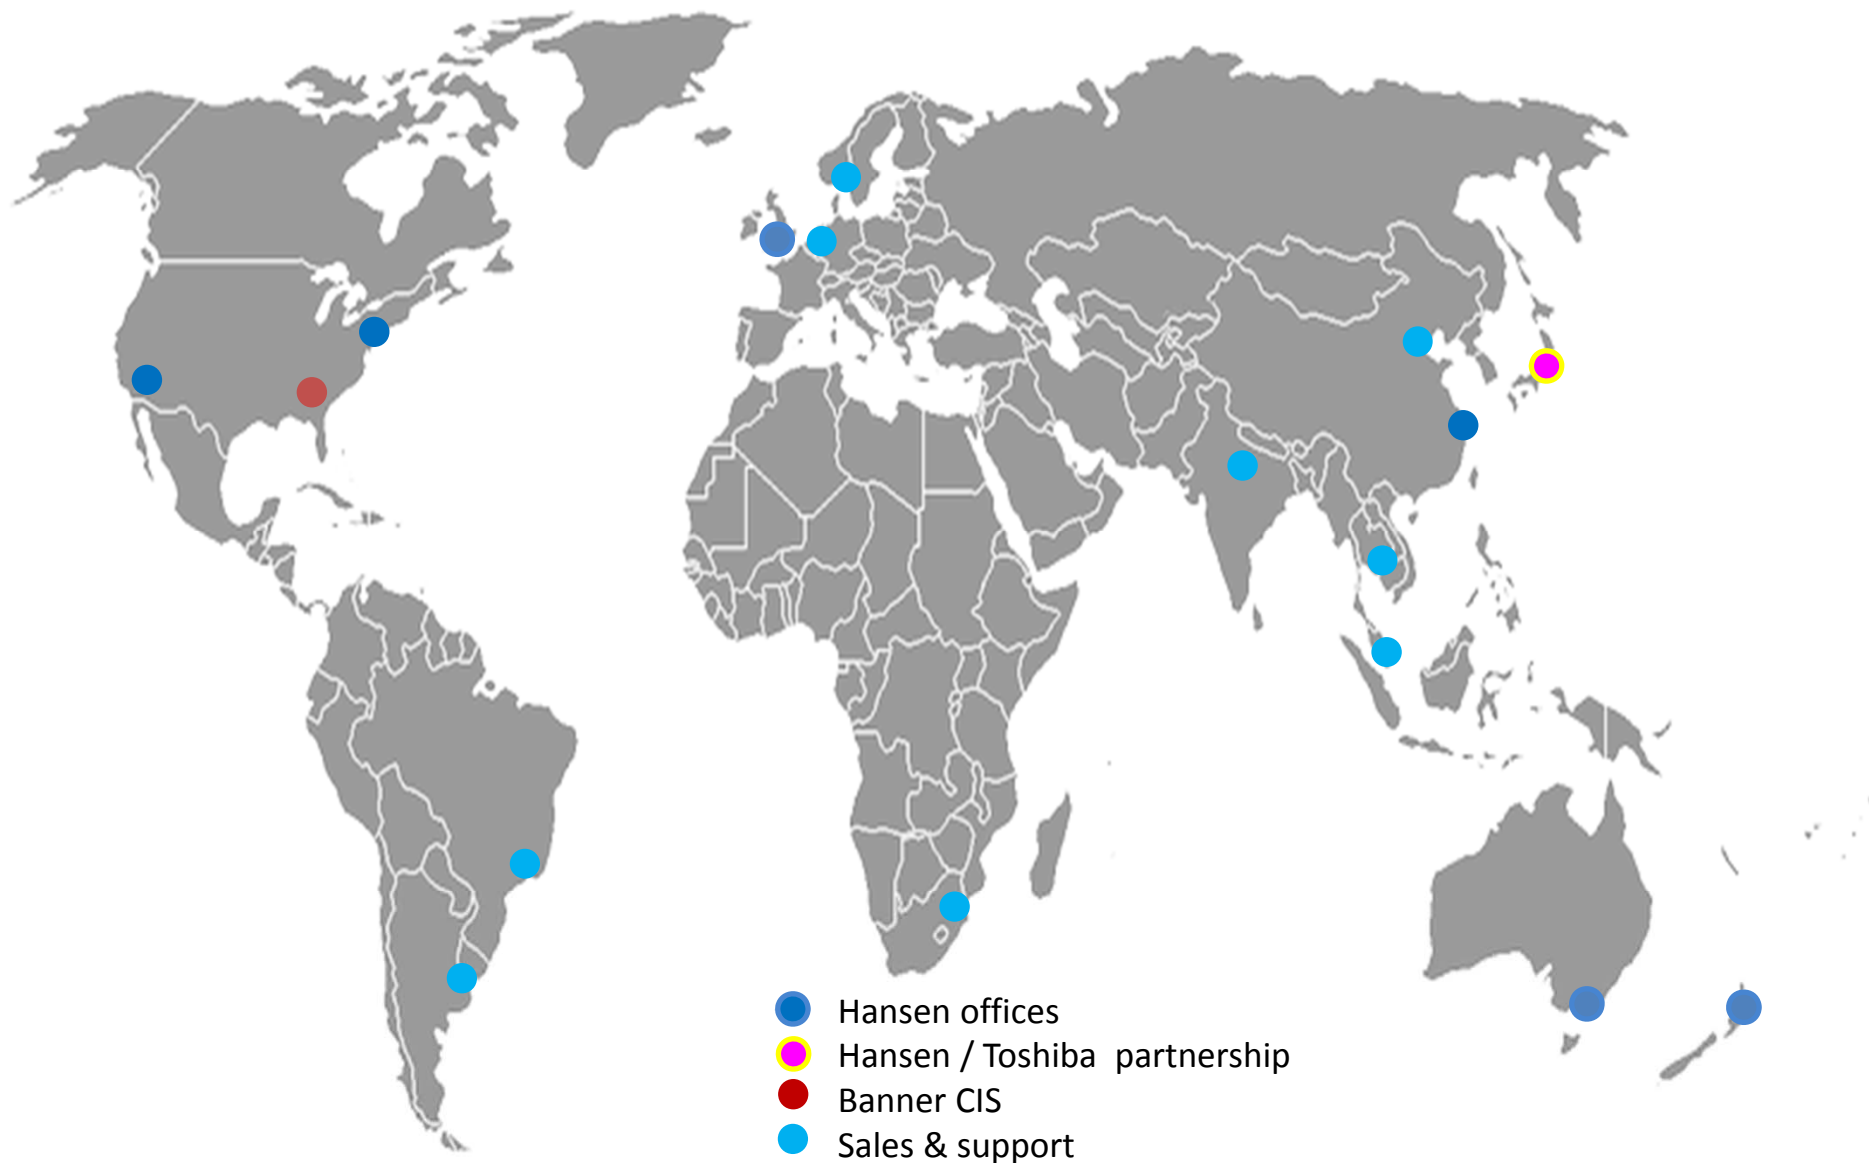 Hansen offices
Hansen / Toshiba partnership
Banner CIS
Sales & support